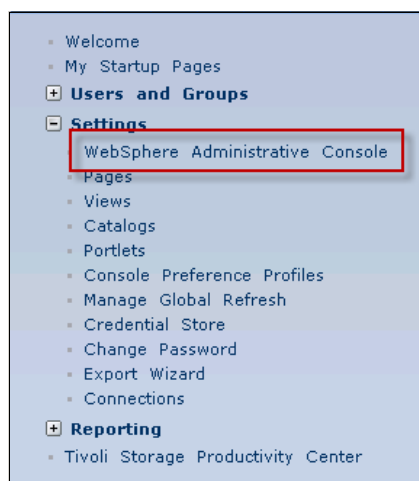 Welcome
My Startup Pages
Users and Groups
Settings
WebSphere Administrative Console
Pages
Views
Catalogs
Portlets
Console Preference Profiles
Manage Global Refresh
Credential Store
Change Password
Export Wizard
Connections
Reporting
Tivoli Storage Productivity Center